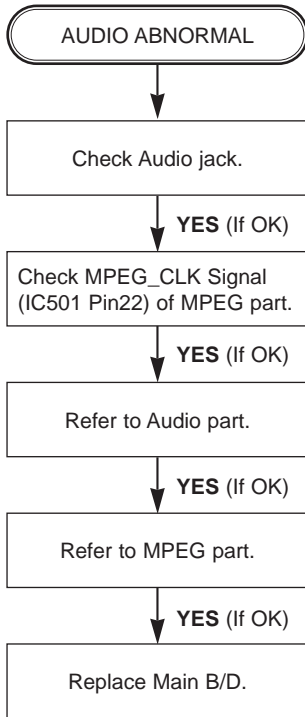 AUDIO ABNORMAL
Check Audio jack.
YES (If OK)
Check MPEG_CLK Signal
(IC501 Pin22) of MPEG part.
YES (If OK)
Refer to Audio part.
YES (If OK)
Refer to MPEG part.
YES (If OK)
Replace Main B/D.